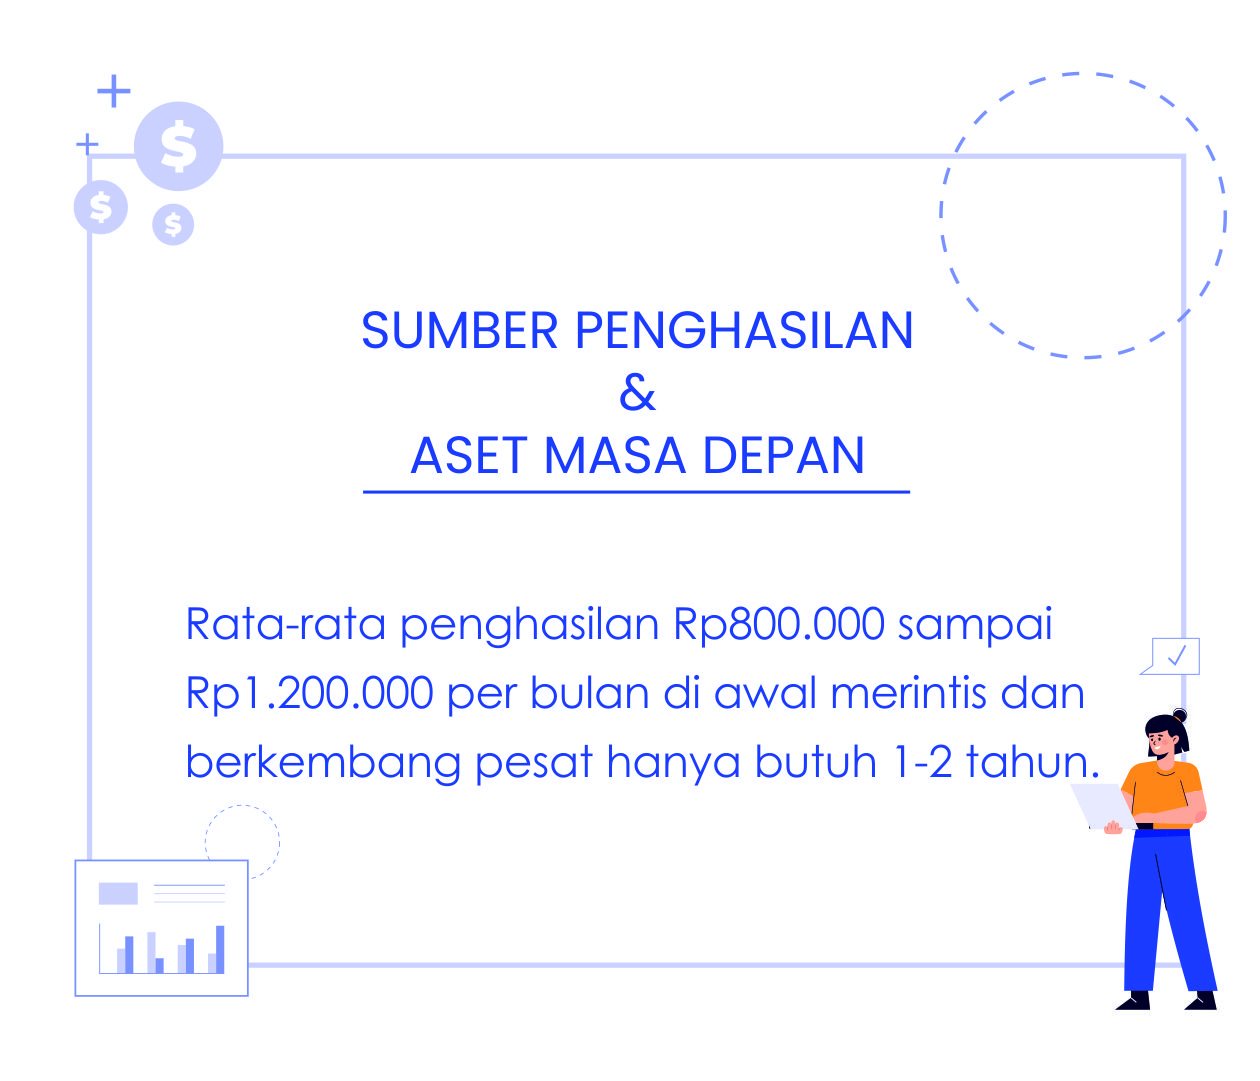 SUMBER PENGHASILAN
&
ASET MASA DEPAN
Rata-rata penghasilan Rp800.000 sampai
Rp1.200.000 per bulan di awal merintis dan
berkembang pesat hanya butuh 1-2 tahun.